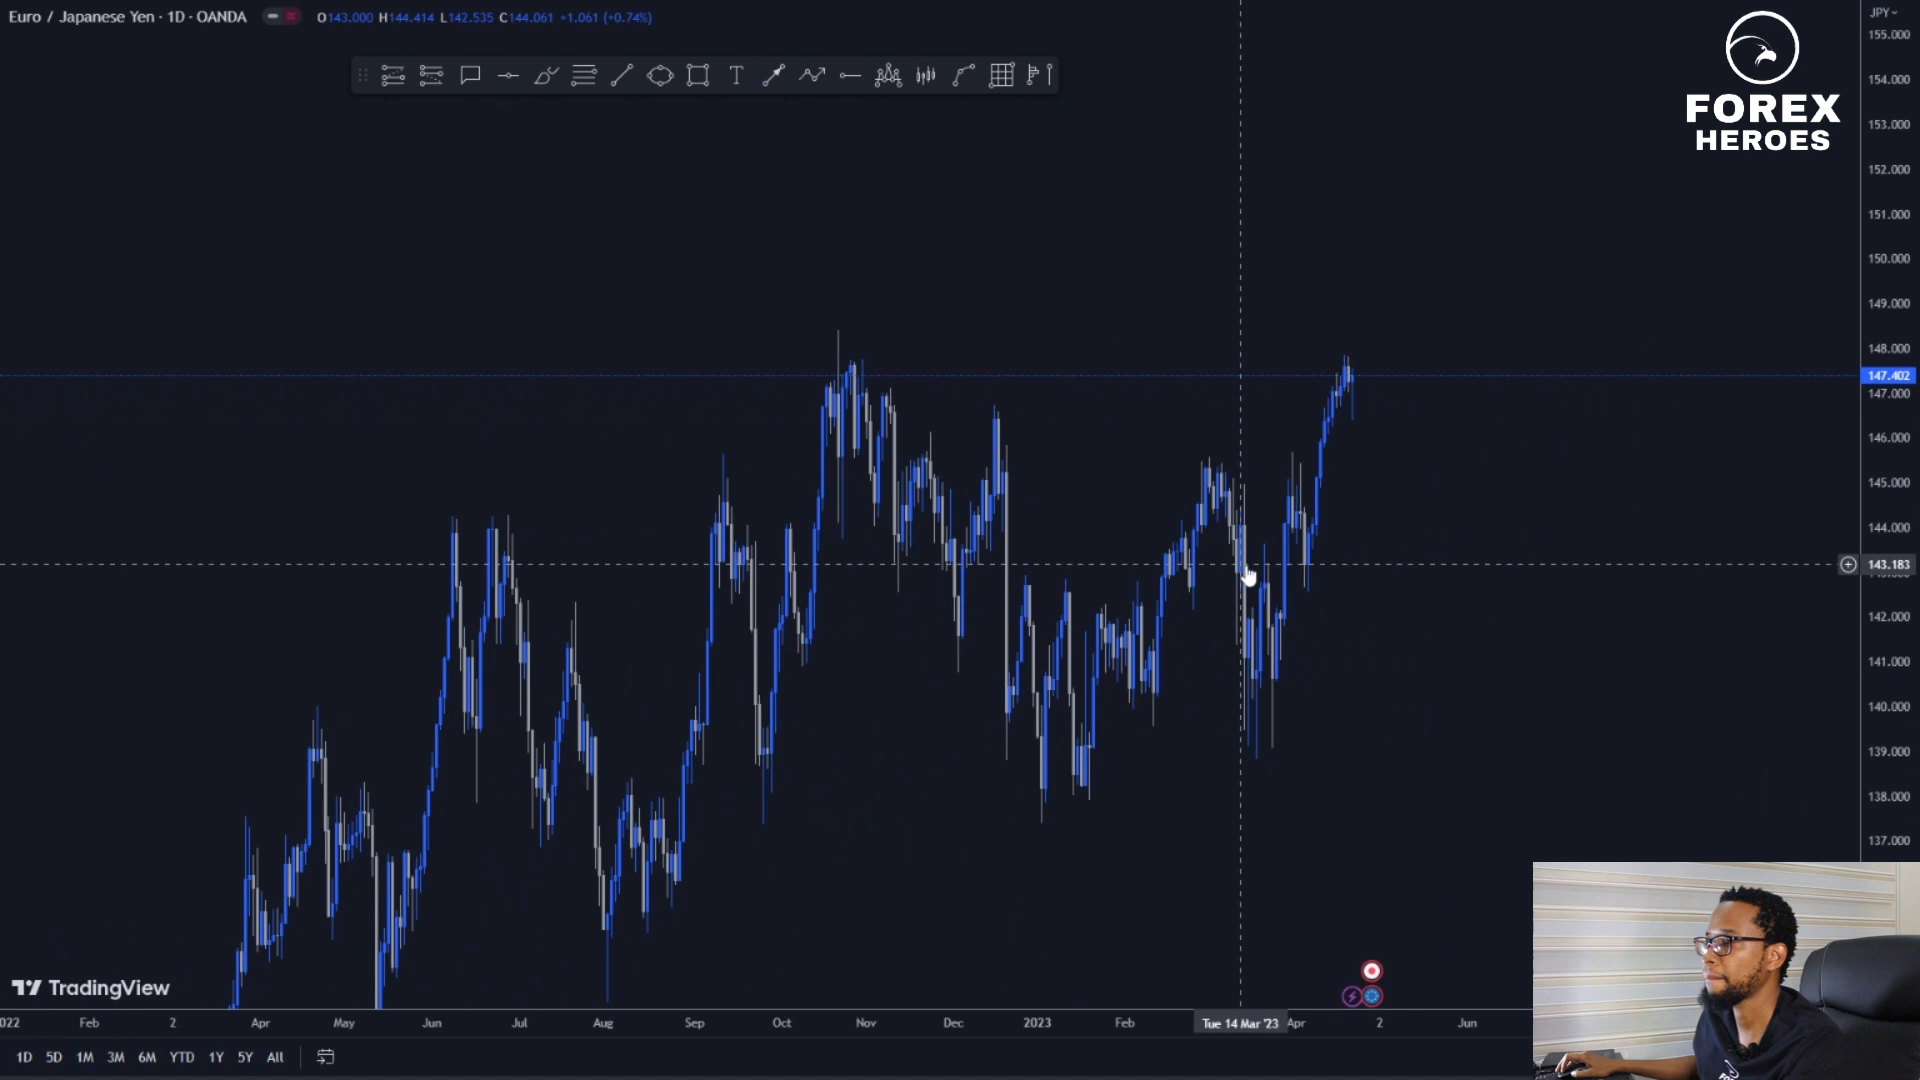 Euro / Japanese Yen · 1D · OANDA O143.000 H144.414 L142.535 C144.061 +1.061 (+0.74%)
JPY
FOREX
HEROES
155.000
154.000
153.000
152.000
151.000
150.000
149.000
148.000
147.402
147.000
146.000
145.000
144.000
143.183
142.000
141.000
140.000
139.000
138.000
137.000
TradingView
022 Feb 2 Apr May Jun Jul Aug Sep Oct Nov Dec 2023 Feb Tue 14 Mar '23 Apr 2 Jun
1D 5D 1M 3M 6M YTD 1Y 5Y All